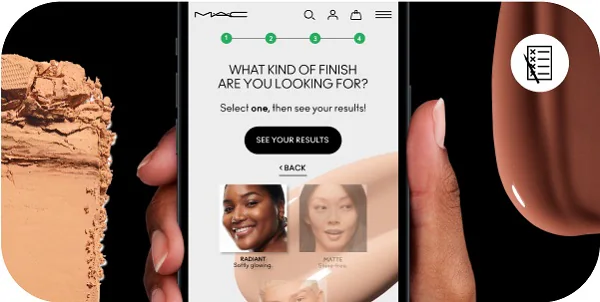 MAC
1 2 3 4
WHAT KIND OF FINISH
ARE YOU LOOKING FOR?
Select one, then see your results!
SEE YOUR RESULTS
< BACK
RADIANT
Softly glowing.
MATTE